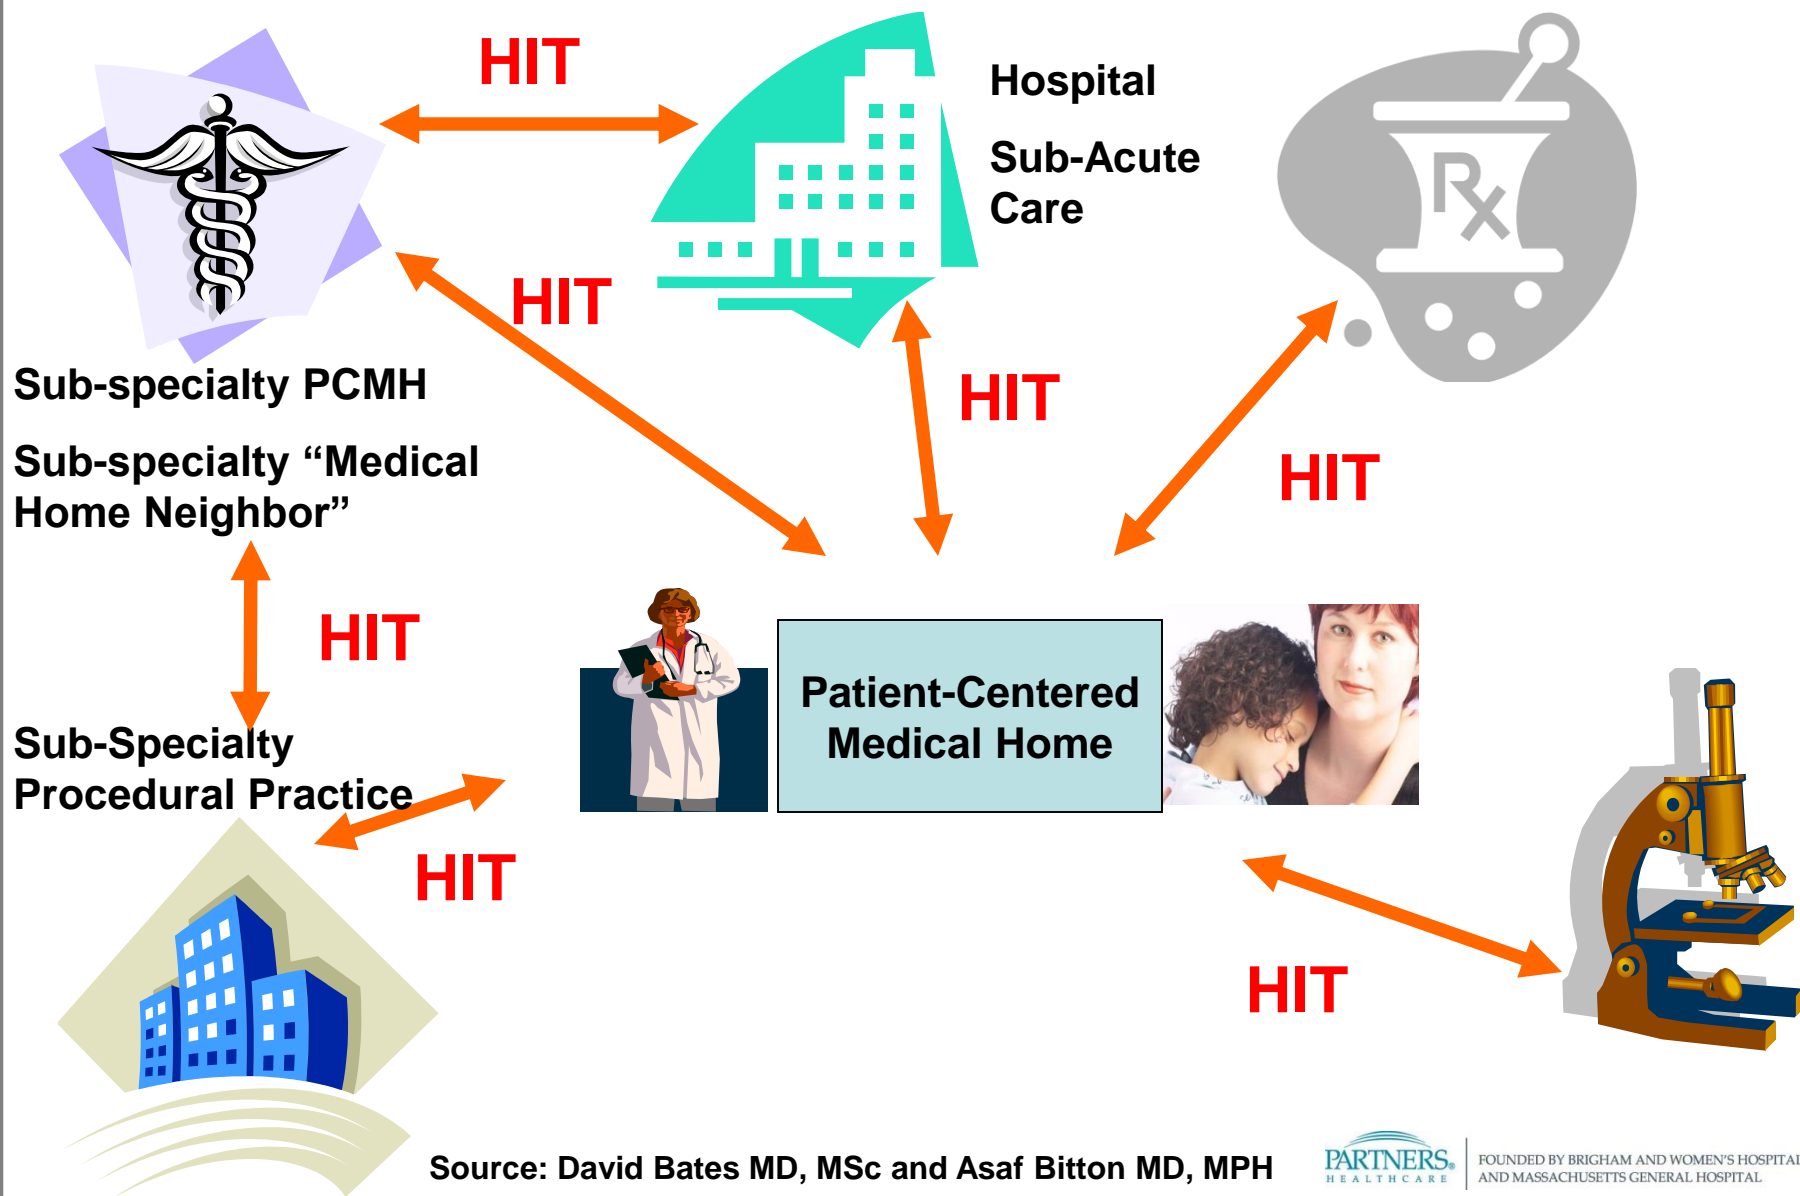 HIT
Hospital
Sub-Acute
Care
Rx
HIT
HIT
HIT
Sub-specialty PCMH
Sub-specialty “Medical
Home Neighbor”
HIT
Patient-Centered
Medical Home
Sub-Specialty
Procedural Practice
HIT
HIT
Source: David Bates MD, MSc and Asaf Bitton MD, MPH
PARTNERS®
HEALTHCARE
FOUNDED BY BRIGHAM AND WOMEN'S HOSPITAL
AND MASSACHUSETTS GENERAL HOSPITAL